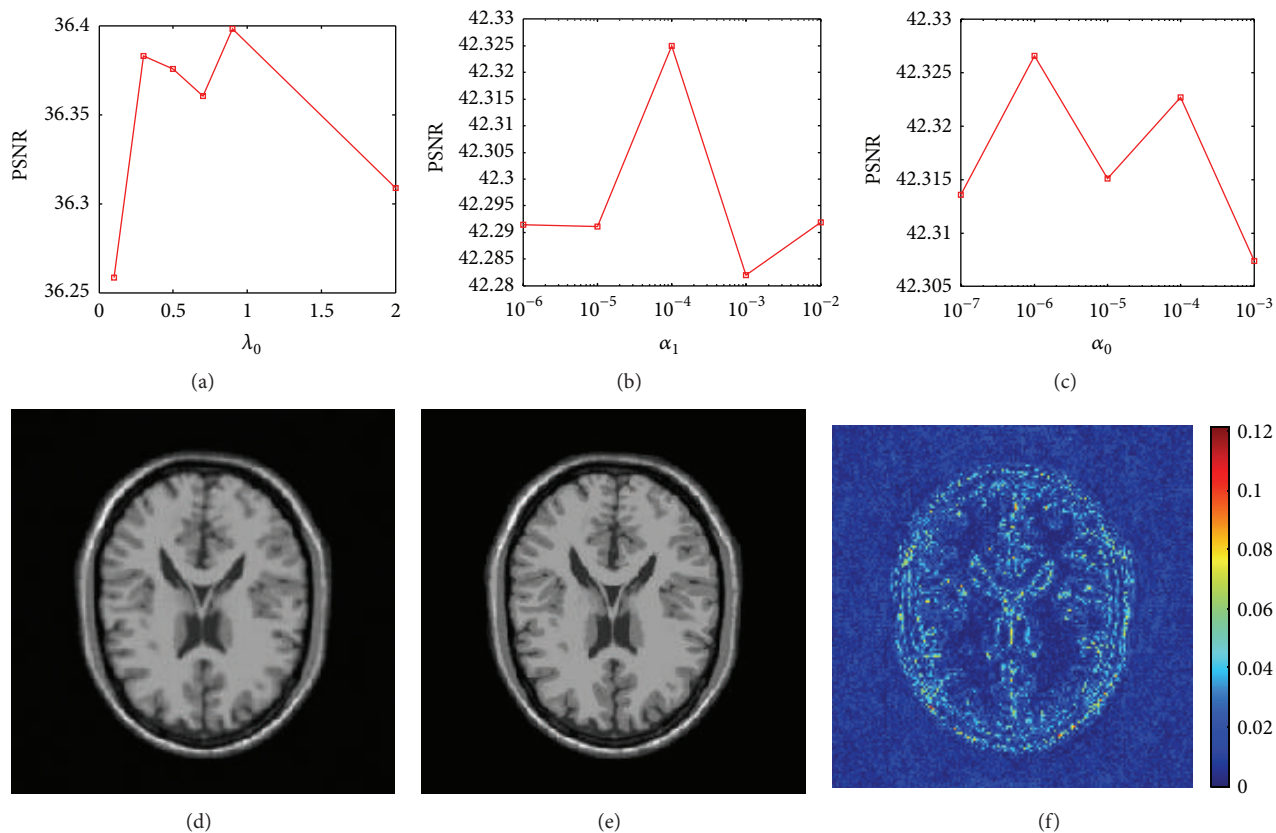 36.4
36.35
36.3
36.25
PSNR
0 0.5 1 1.5 2
λ0
(a)
42.33
42.325
42.32
42.315
42.31
42.305
42.3
42.295
42.29
42.285
42.28
PSNR
10−6 10−5 10−4 10−3 10−2
α1
(b)
42.33
42.325
42.32
42.315
42.31
42.305
PSNR
10−7 10−6 10−5 10−4 10−3
α0
(c)
(d)
(e)
0.12
0.1
0.08
0.06
0.04
0.02
0
(f)